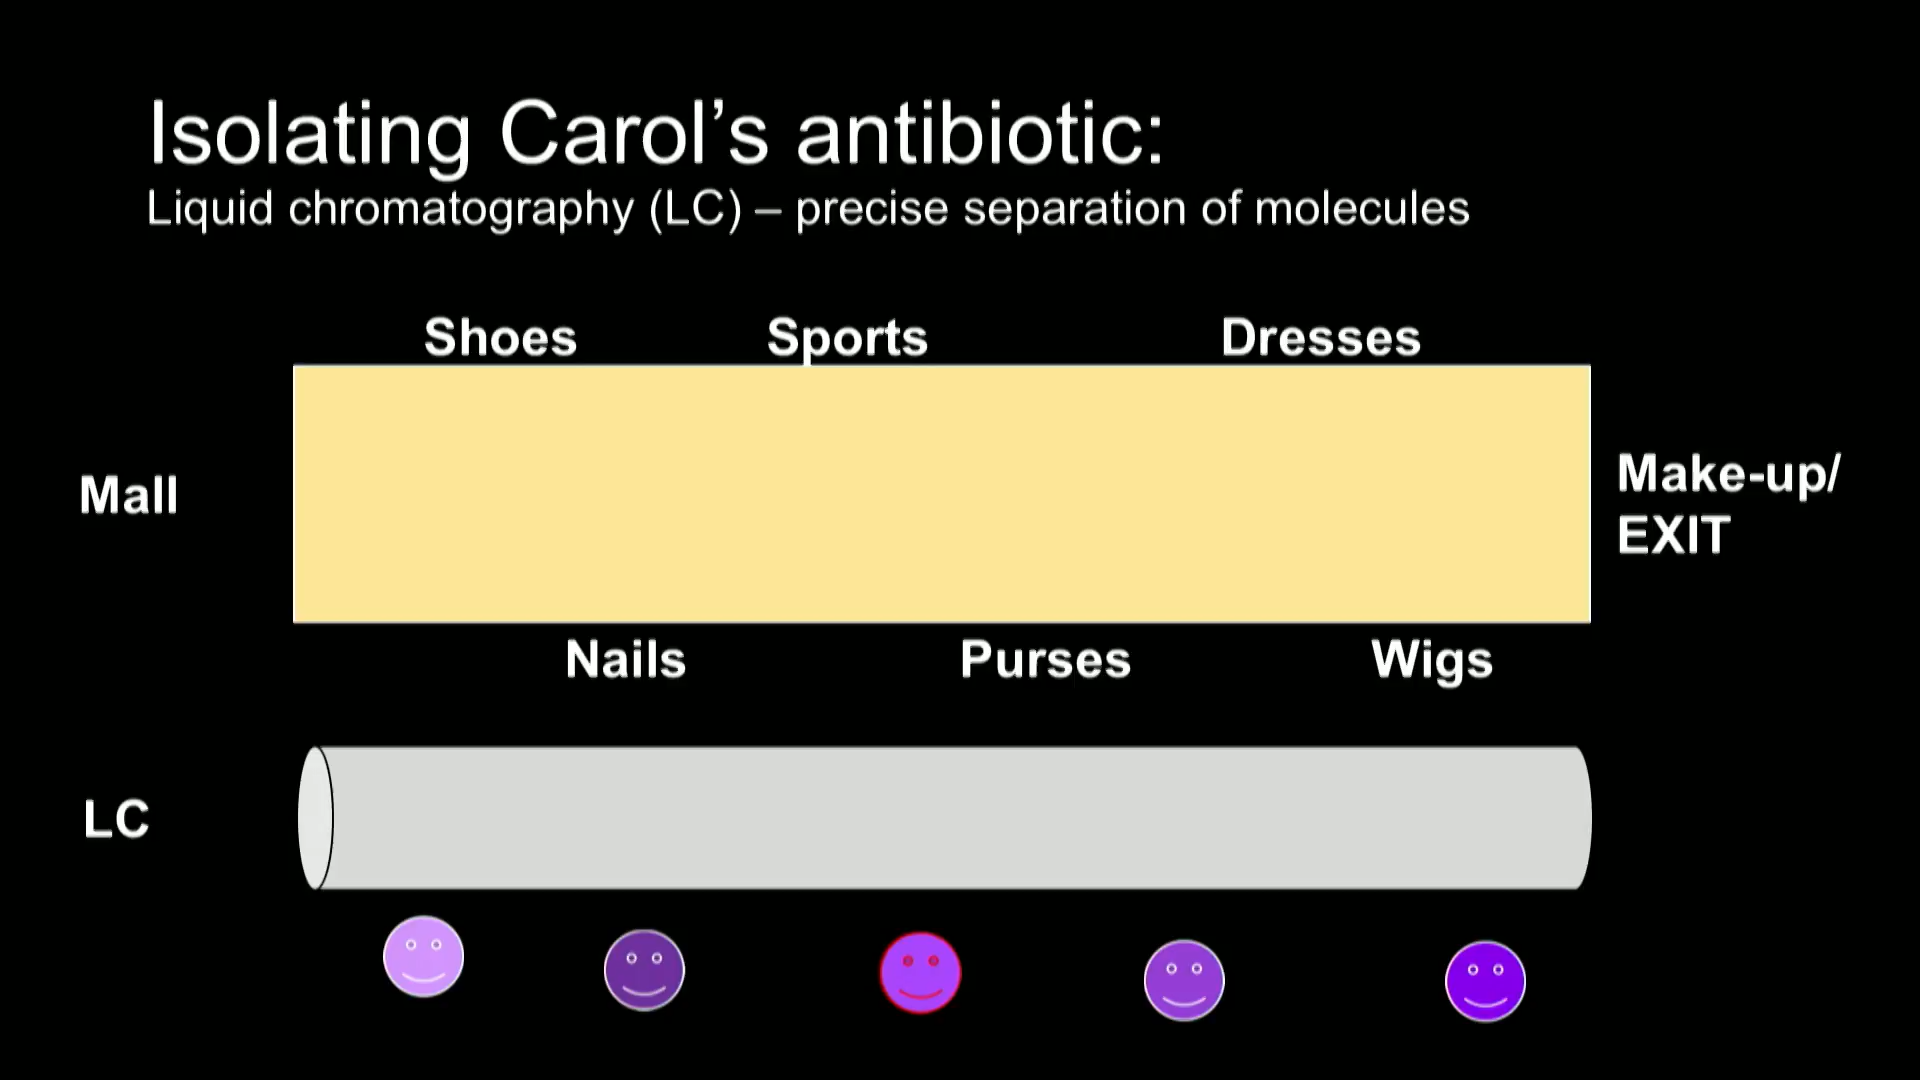 Isolating Carol’s antibiotic:
Liquid chromatography (LC) – precise separation of molecules
Shoes
Sports
Dresses
Mall
Make-up/
EXIT
Nails
Purses
Wigs
LC